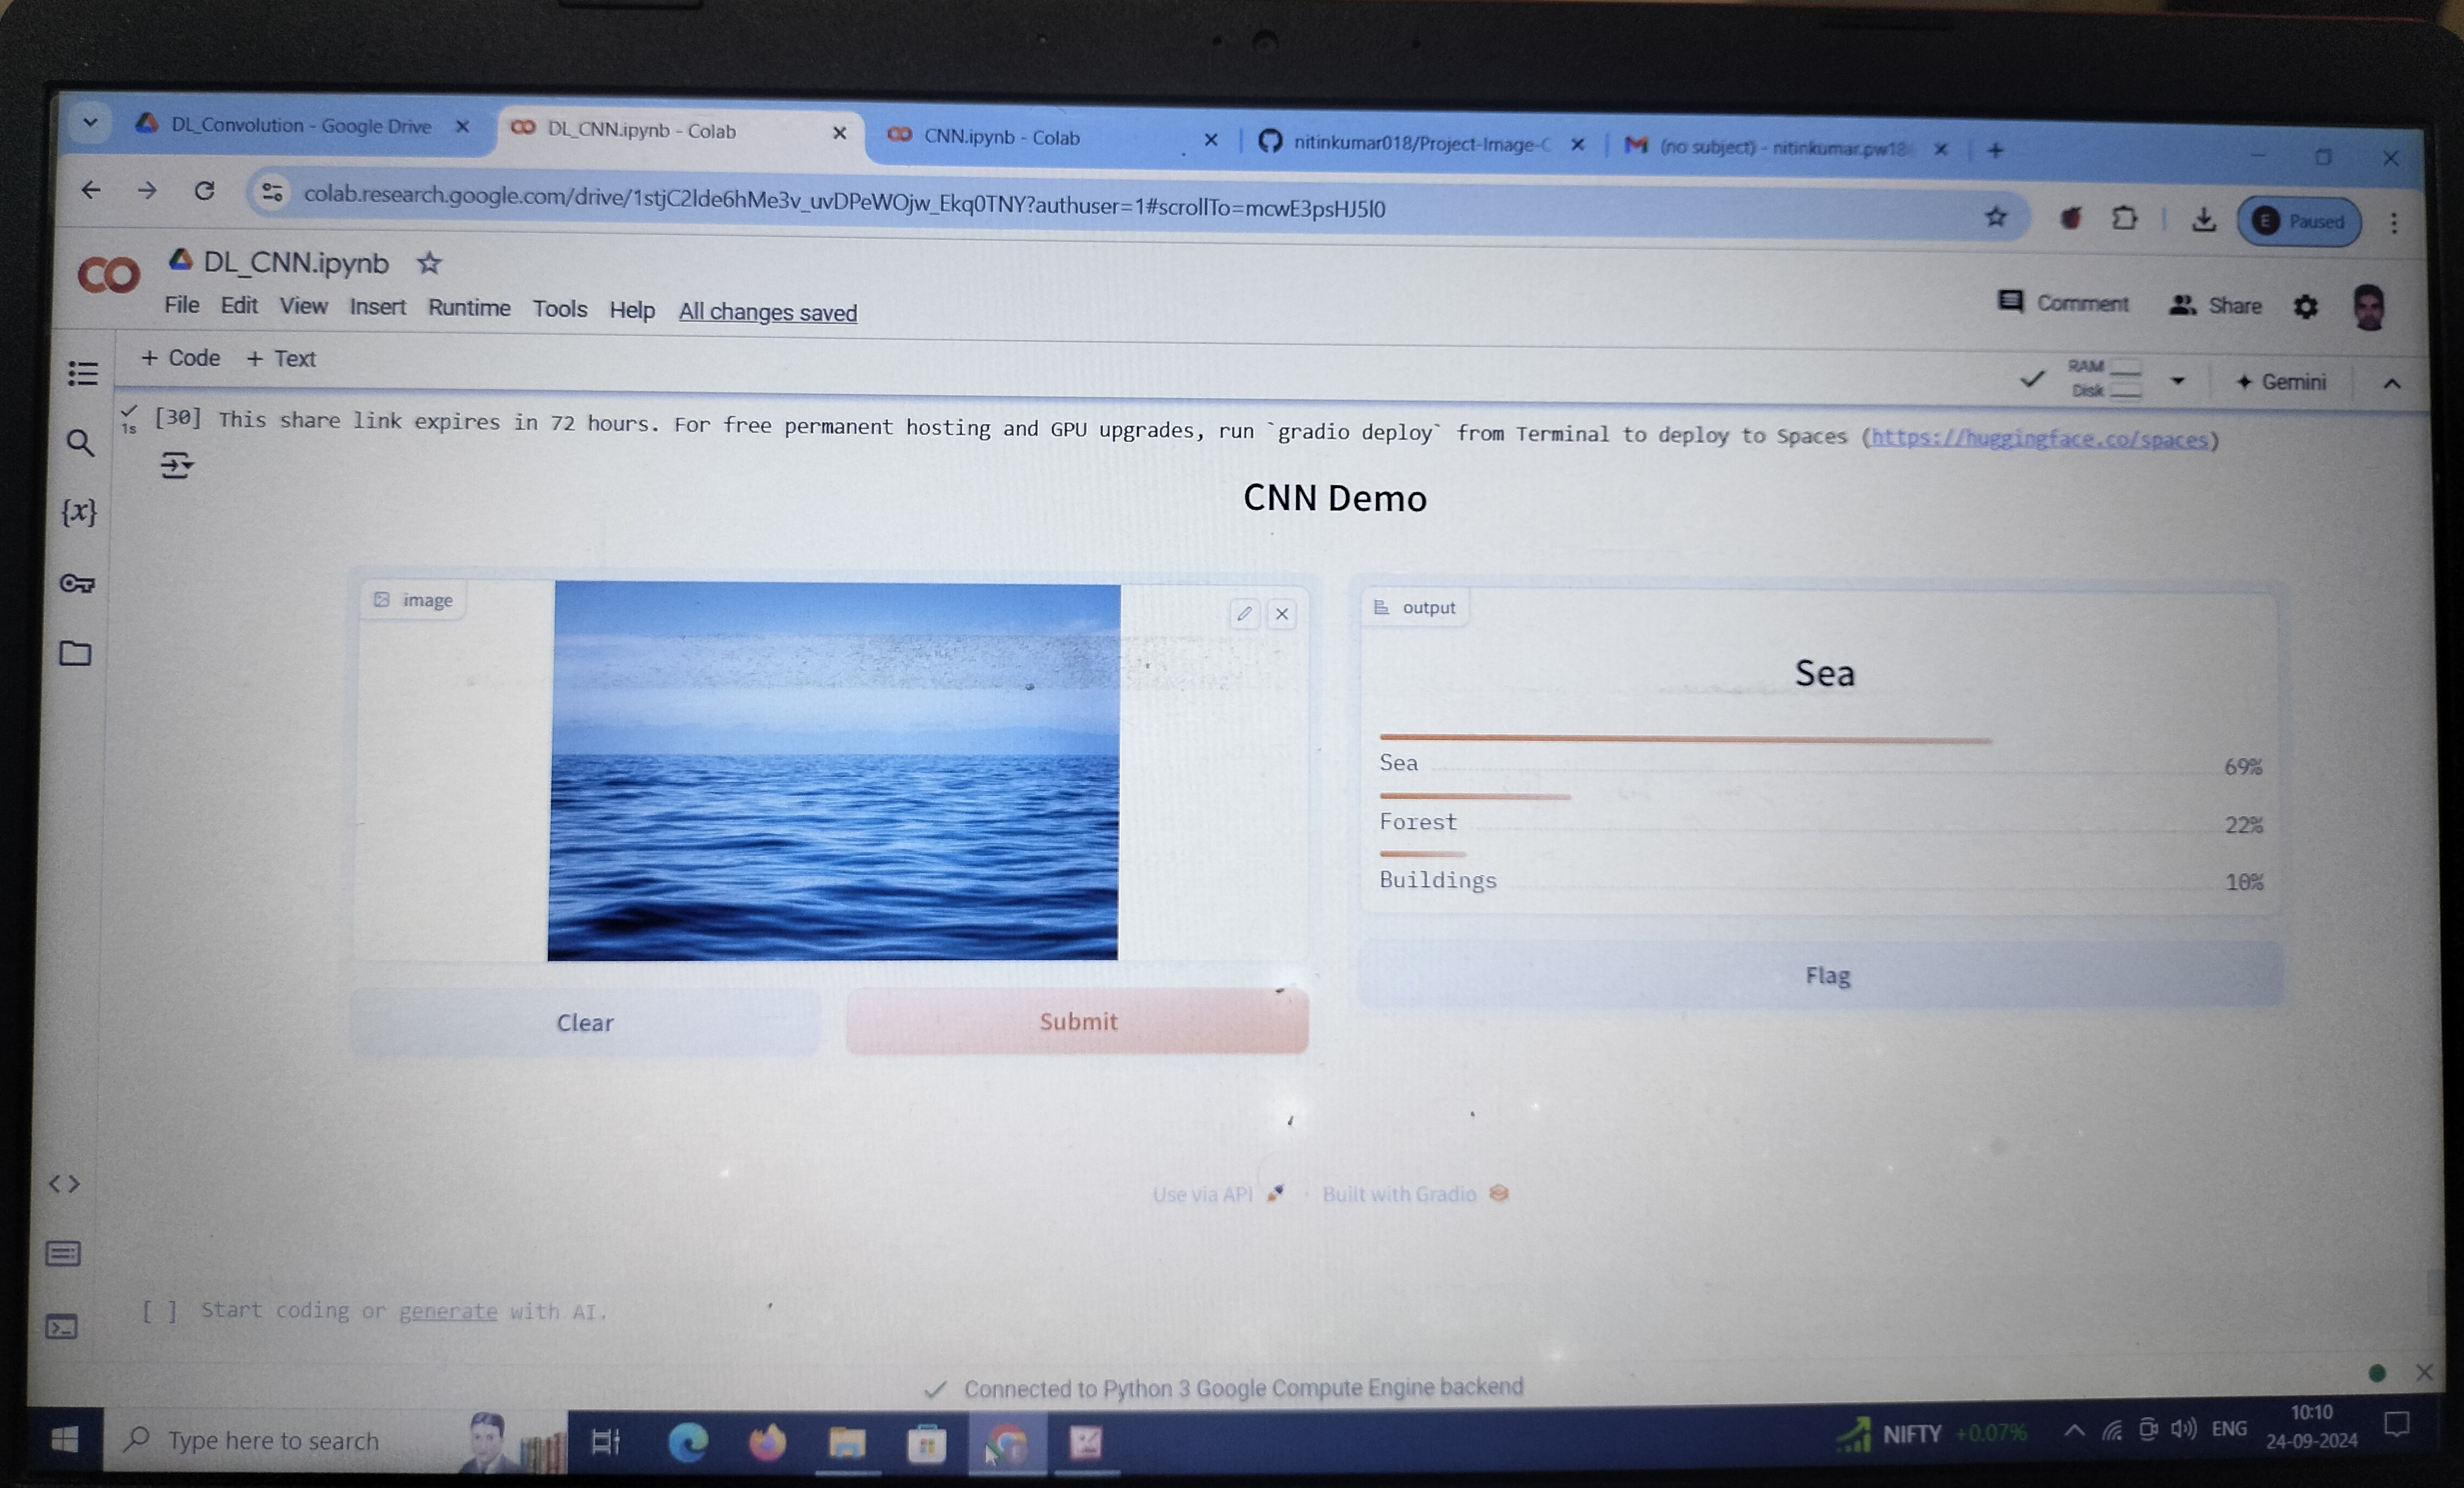 DL_Convolution - Google Drive
DL_CNN.ipynb - Colab
CNN.ipynb - Colab
nitinkumar018/Project-Image-C
(no subject) - nitinkumar.pw18
colab.research.google.com/drive/1stjC2lde6hMe3v_uvDPeWOjw_Ekq0TNY?authuser=1#scrollTo=mcwE3psHJ5I0
E Paused
CO DL_CNN.ipynb
File Edit View Insert Runtime Tools Help All changes saved
Comment Share
+ Code + Text
RAM
Disk
Gemini
[30] This share link expires in 72 hours. For free permanent hosting and GPU upgrades, run `gradio deploy` from Terminal to deploy to Spaces (https://huggingface.co/spaces)
1s
{x}
CNN Demo
image
output
Sea
Sea 69%
Forest 22%
Buildings 10%
Flag
Clear
Submit
Use via API · Built with Gradio
[ ] Start coding or generate with AI.
Connected to Python 3 Google Compute Engine backend
Type here to search
NIFTY +0.07%
ENG
10:10
24-09-2024